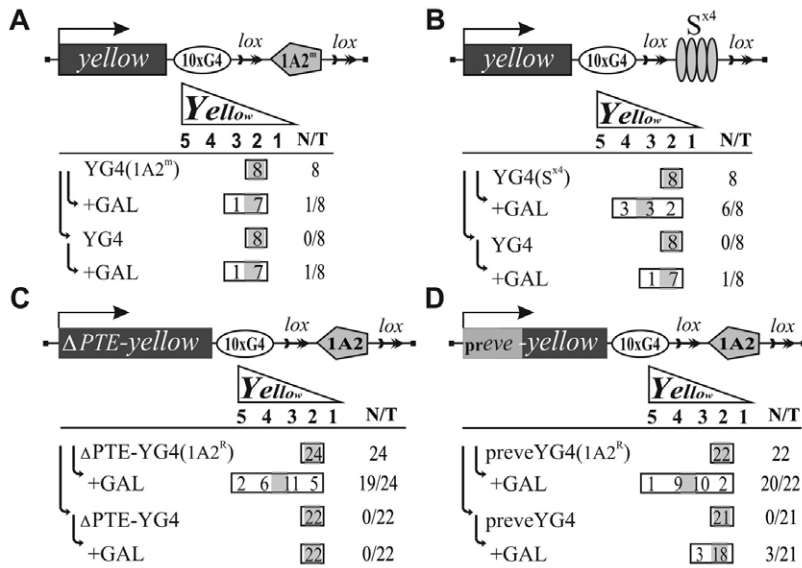 A
yellow 10xG4 lox 1A2ᵐ lox
Yellow
5 4 3 2 1 N/T
YG4(1A2ᵐ) 8 8
+GAL 1 7 1/8
YG4 8 0/8
+GAL 1 7 1/8
B
Sˣ⁴
yellow 10xG4 lox lox
Yellow
5 4 3 2 1 N/T
YG4(Sˣ⁴) 8 8
+GAL 3 3 2 6/8
YG4 8 0/8
+GAL 1 7 1/8
C
ΔPTE-yellow 10xG4 lox 1A2 lox
Yellow
5 4 3 2 1 N/T
ΔPTE-YG4(1A2ᴿ) 24 24
+GAL 2 6 11 5 19/24
ΔPTE-YG4 22 0/22
+GAL 22 0/22
D
preve-yellow 10xG4 lox 1A2 lox
Yellow
5 4 3 2 1 N/T
preveYG4(1A2ᴿ) 22 22
+GAL 1 9 10 2 20/22
preveYG4 21 0/21
+GAL 3 18 3/21